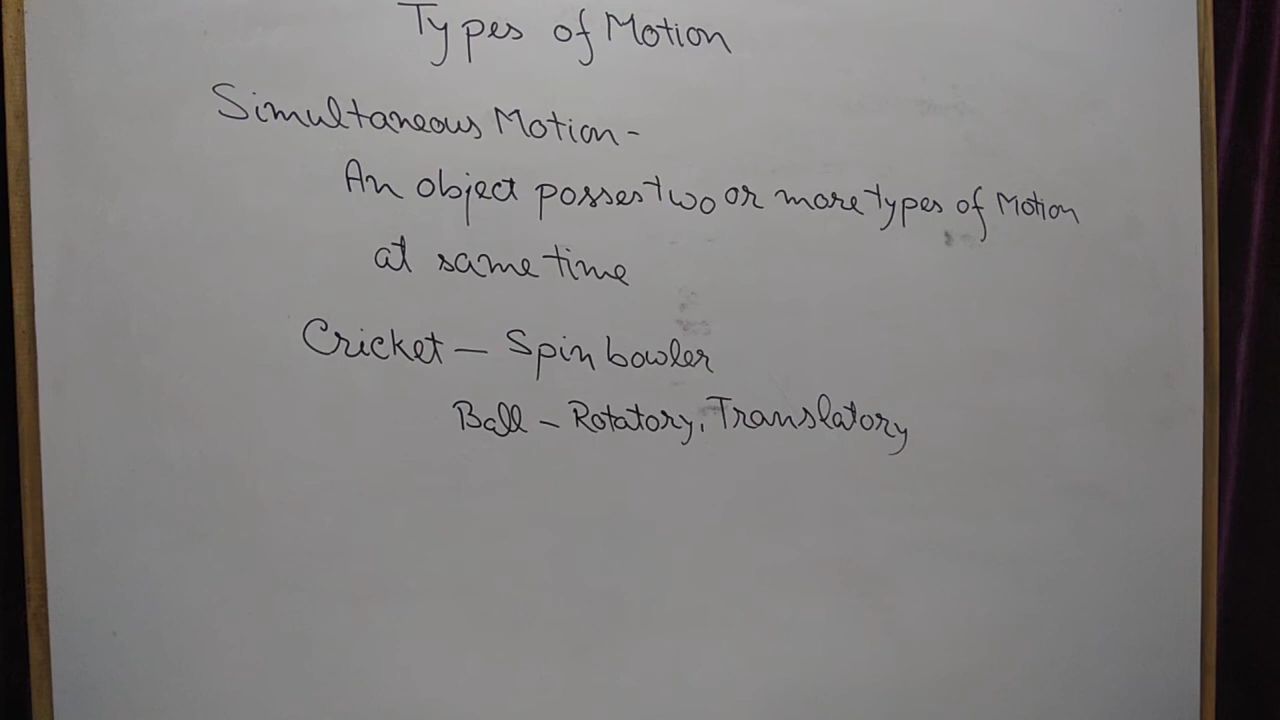 Types of Motion
Simultaneous Motion -
An object posses two or more types of Motion
at same time
Cricket - Spin bowler
Ball - Rotatory, Translatory